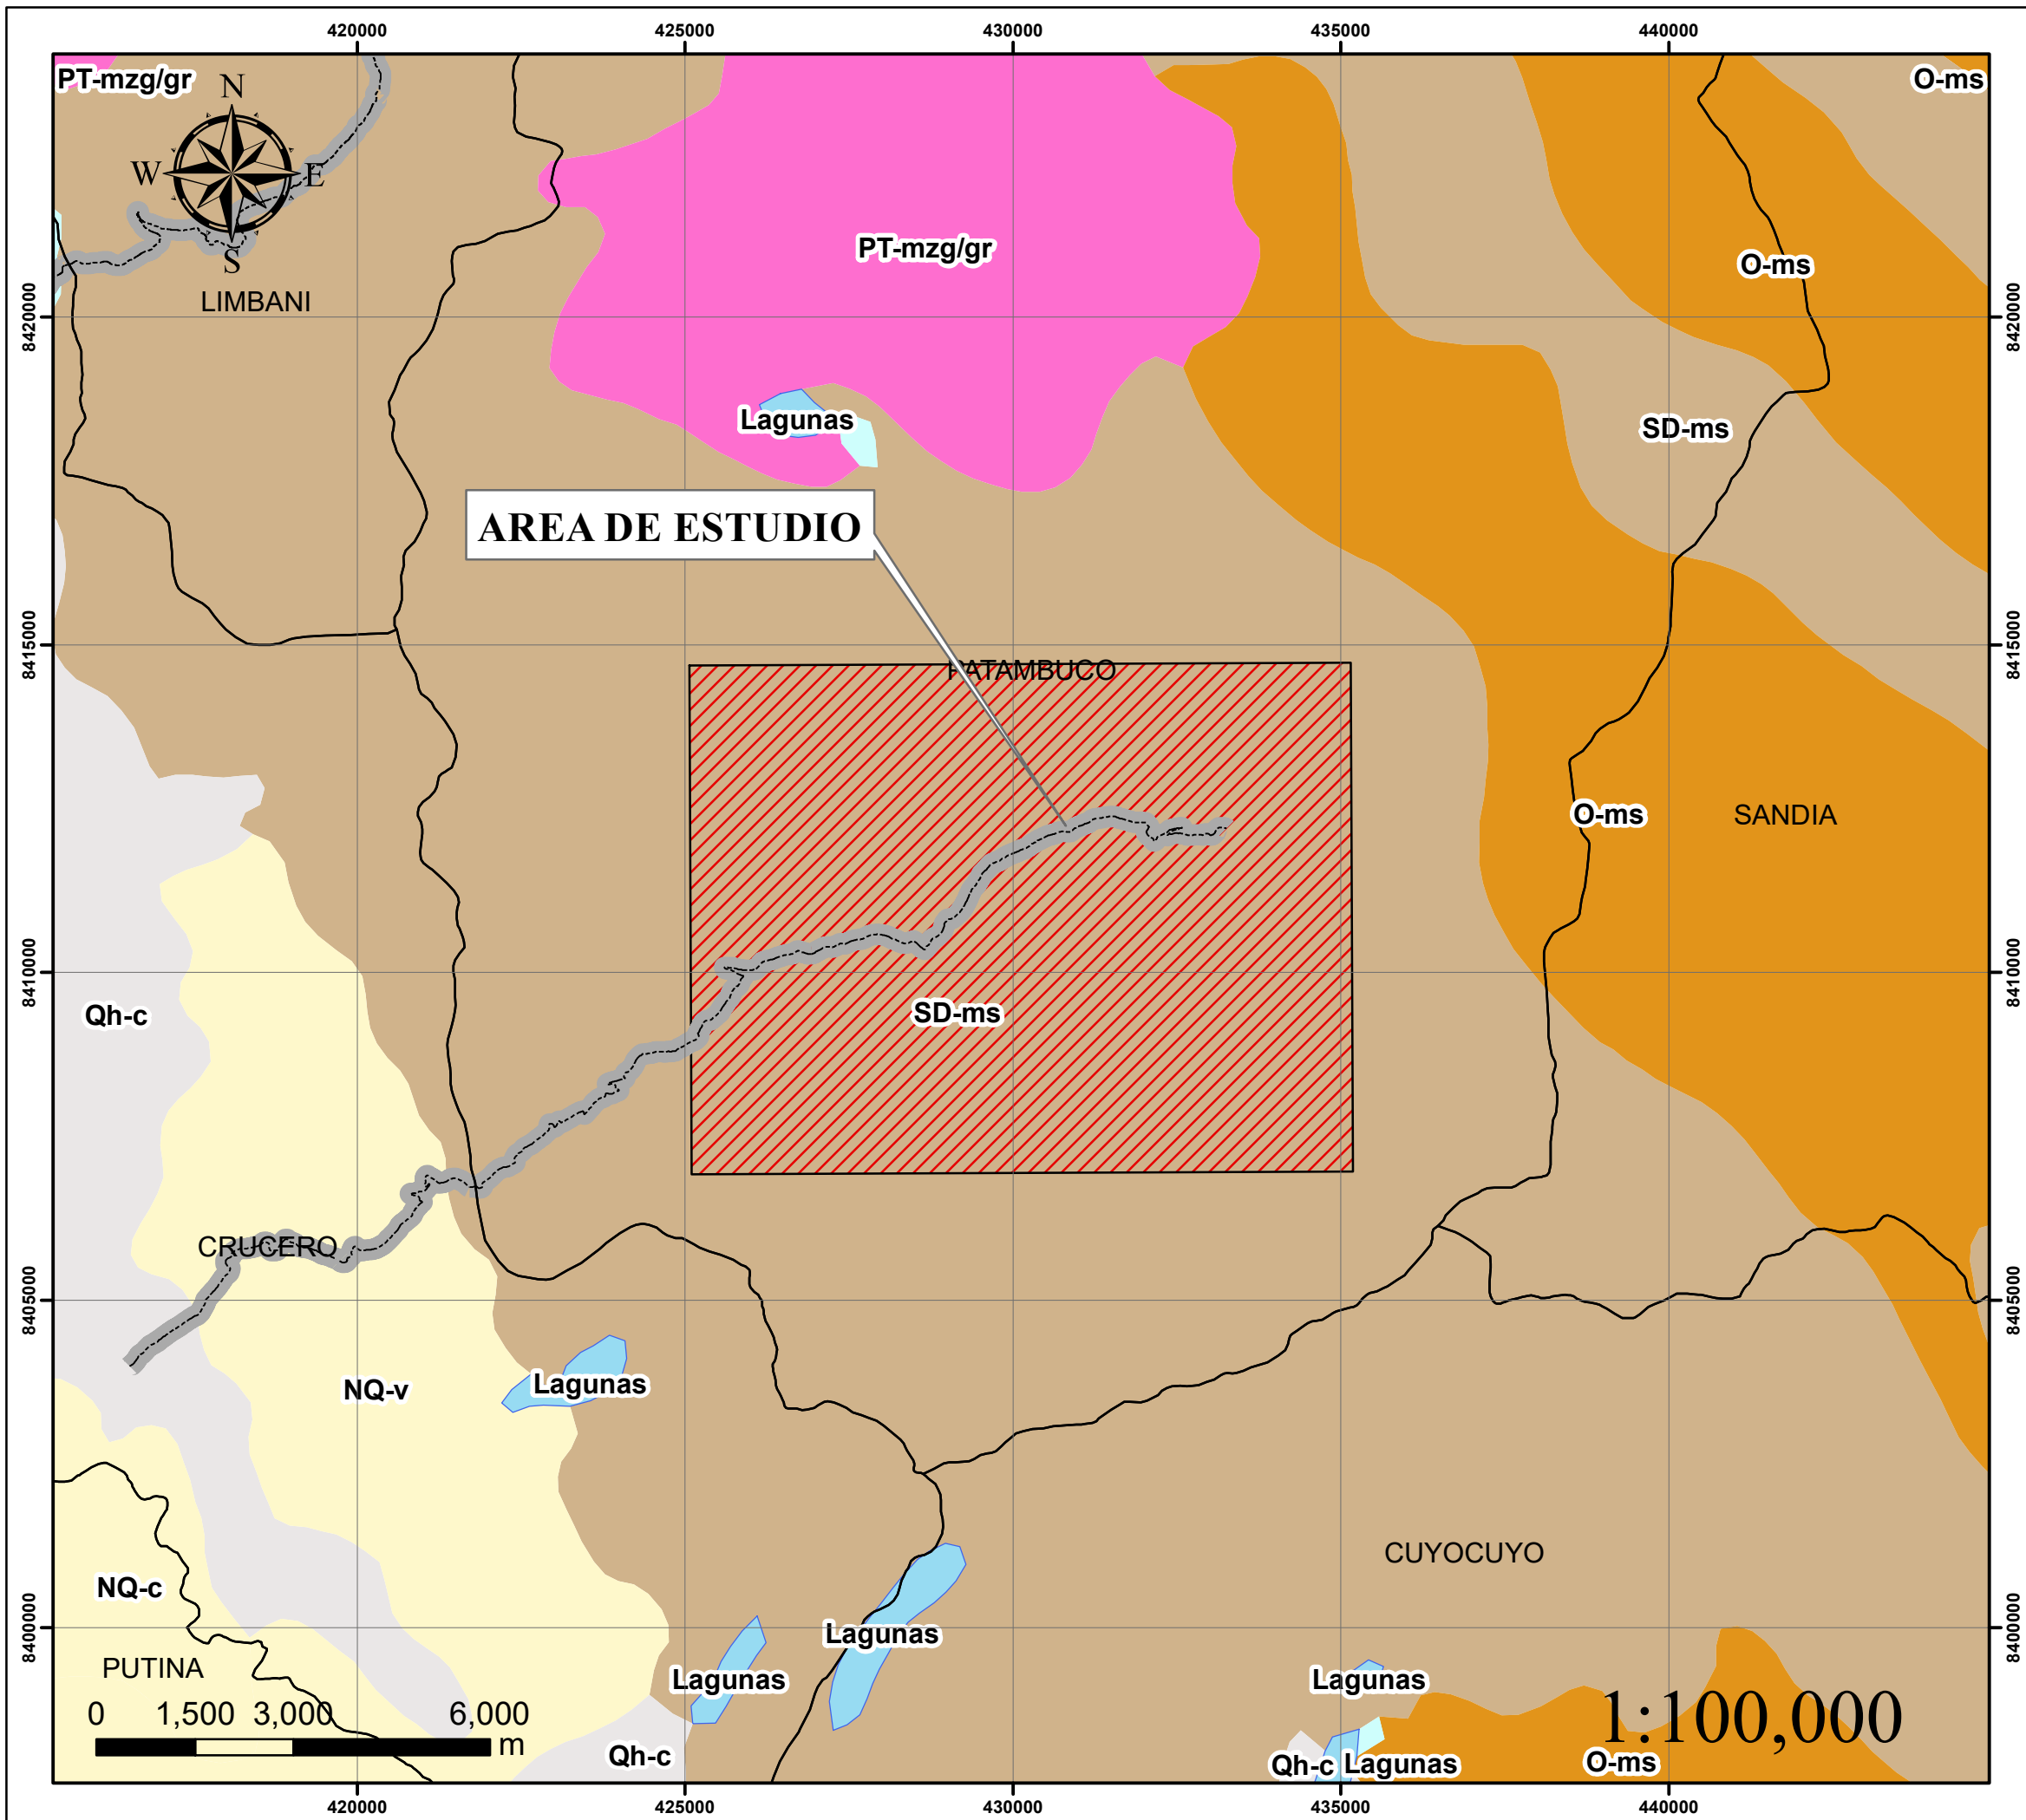 420000 425000 430000 435000 440000
PT-mzg/gr
O-ms
N
W E
S
LIMBANI
PT-mzg/gr
O-ms
8420000 8420000
Lagunas
SD-ms
AREA DE ESTUDIO
8415000 8415000
PATAMBUCO
O-ms
SANDIA
8410000 8410000
Qh-c
SD-ms
CRUCERO
8405000 8405000
NQ-v
Lagunas
CUYOCUYO
NQ-c
8400000 8400000
Lagunas
PUTINA
Lagunas
Lagunas
0 1,500 3,000 6,000
m
1:100,000
Qh-c
Qh-c
Lagunas
O-ms
420000 425000 430000 435000 440000